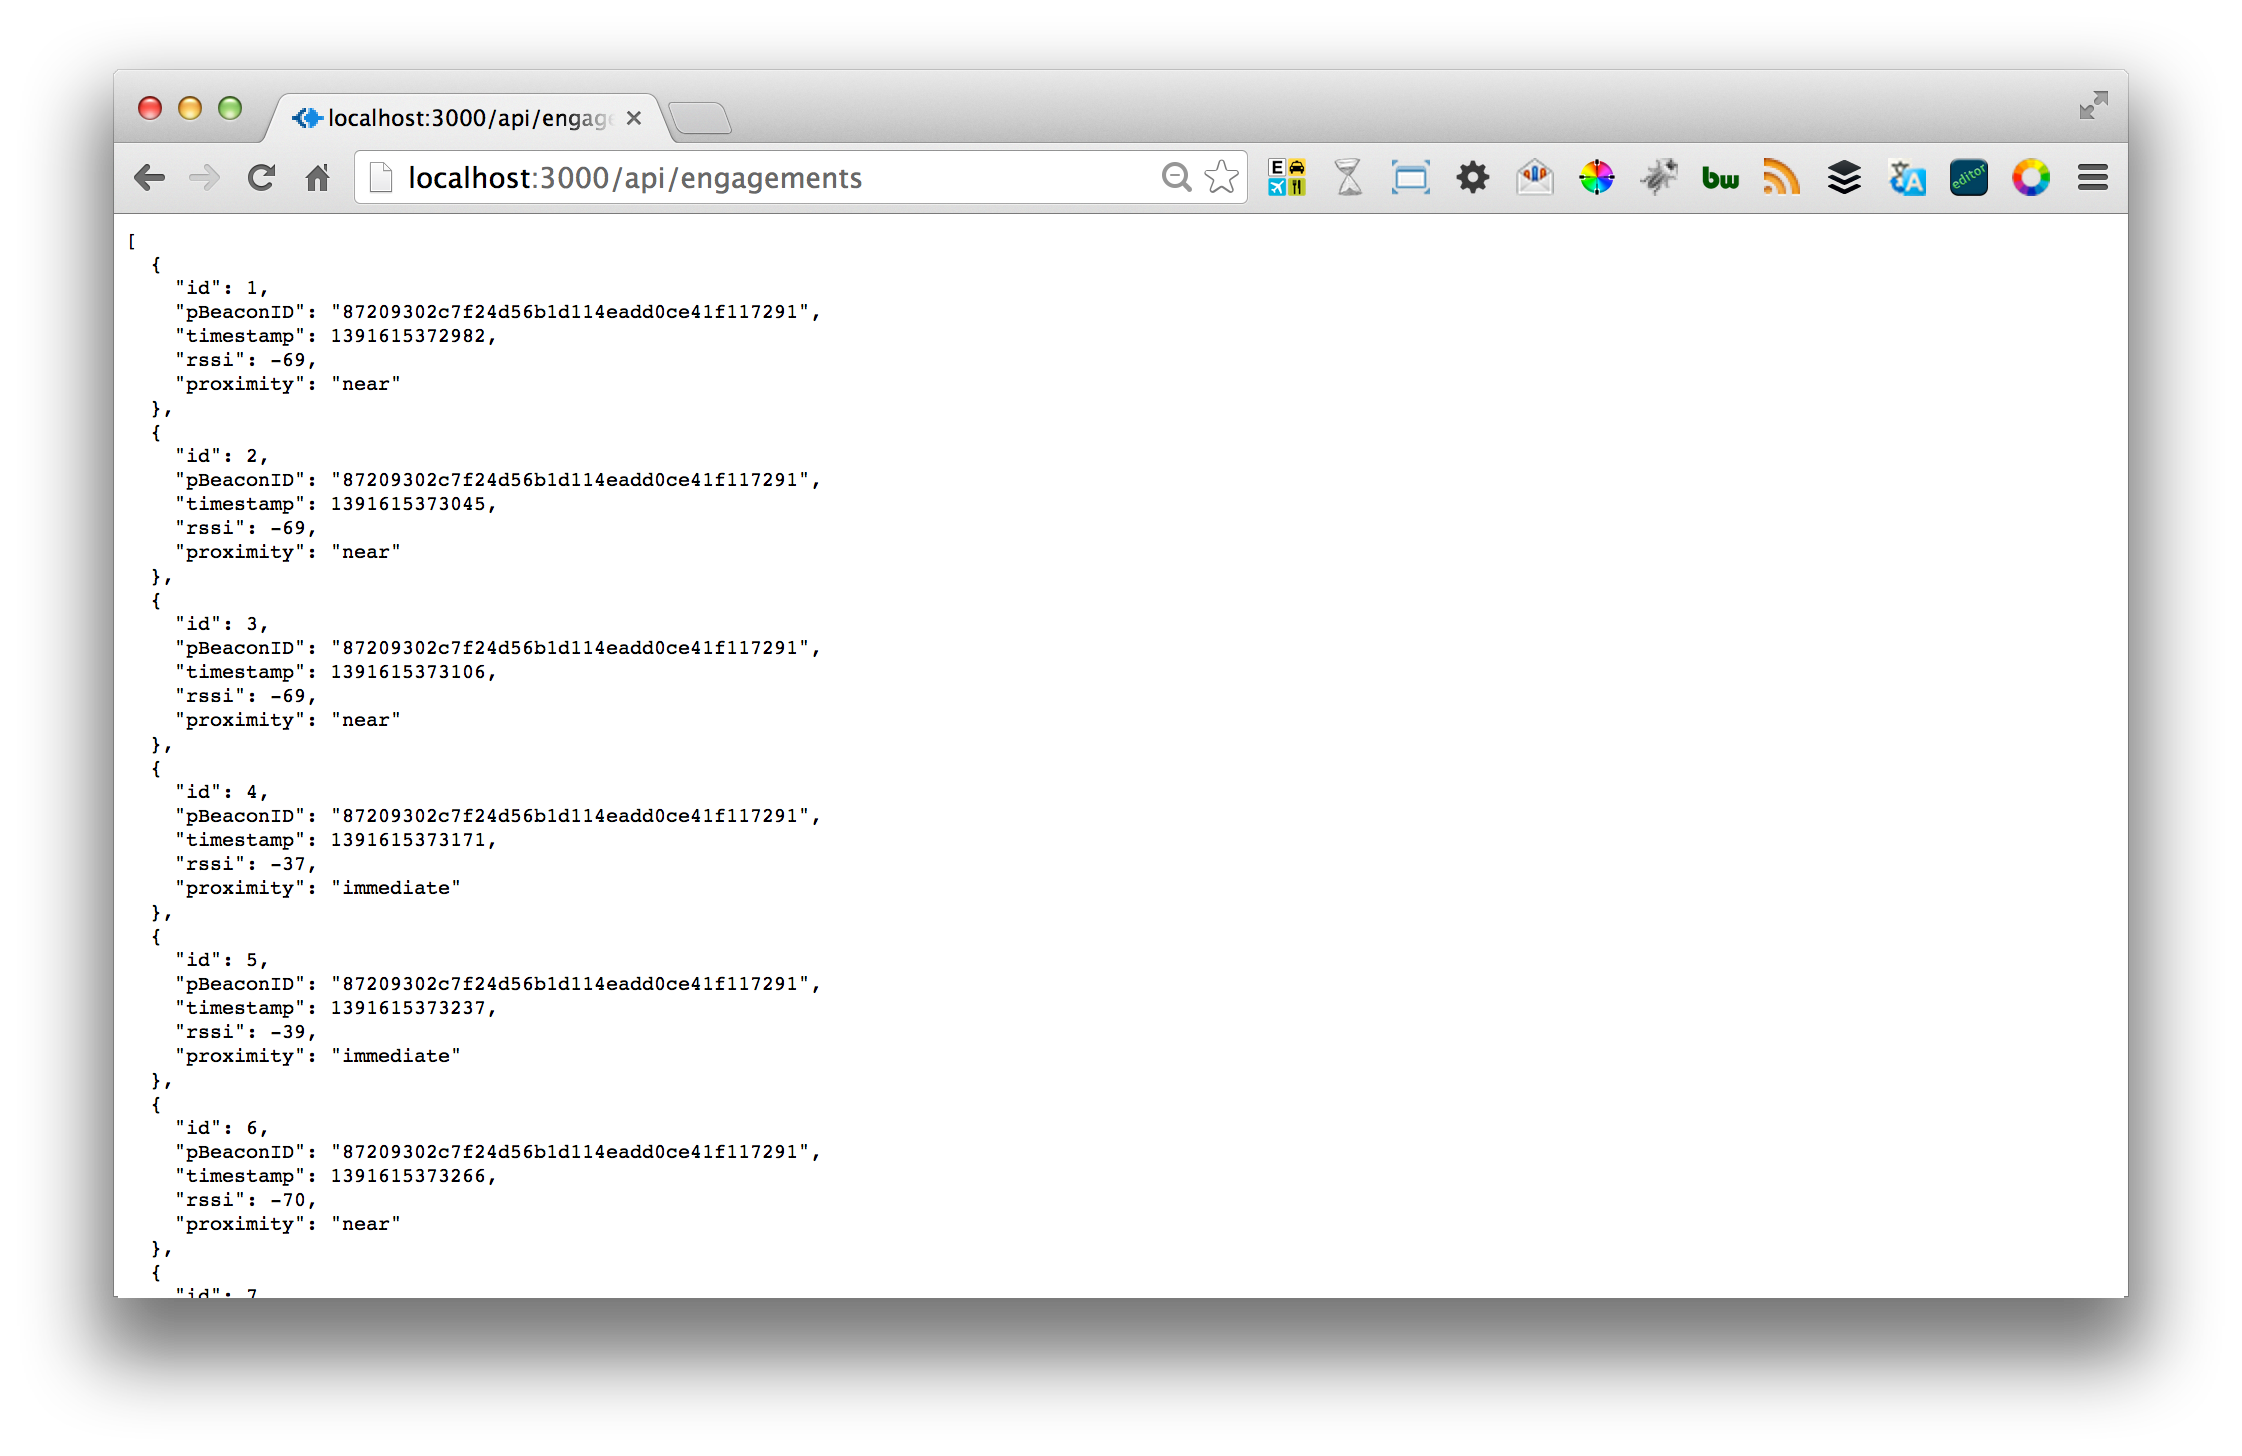 localhost:3000/api/engage
localhost:3000/api/engagements
E
A
bw
A
editor
[
{
"id": 1,
"pBeaconID": "87209302c7f24d56b1d114eadd0ce41f117291",
"timestamp": 1391615372982,
"rssi": -69,
"proximity": "near"
},
{
"id": 2,
"pBeaconID": "87209302c7f24d56b1d114eadd0ce41f117291",
"timestamp": 1391615373045,
"rssi": -69,
"proximity": "near"
},
{
"id": 3,
"pBeaconID": "87209302c7f24d56b1d114eadd0ce41f117291",
"timestamp": 1391615373106,
"rssi": -69,
"proximity": "near"
},
{
"id": 4,
"pBeaconID": "87209302c7f24d56b1d114eadd0ce41f117291",
"timestamp": 1391615373171,
"rssi": -37,
"proximity": "immediate"
},
{
"id": 5,
"pBeaconID": "87209302c7f24d56b1d114eadd0ce41f117291",
"timestamp": 1391615373237,
"rssi": -39,
"proximity": "immediate"
},
{
"id": 6,
"pBeaconID": "87209302c7f24d56b1d114eadd0ce41f117291",
"timestamp": 1391615373266,
"rssi": -70,
"proximity": "near"
},
{
"id": 7